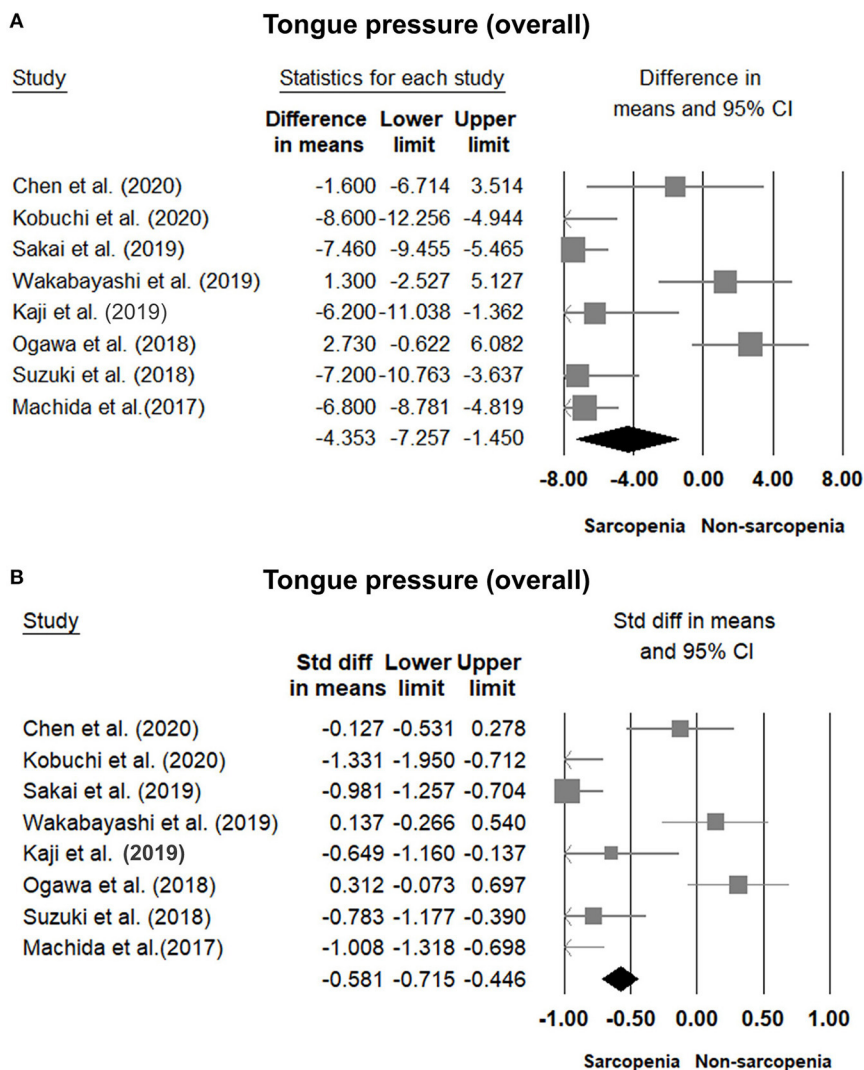 A
Tongue pressure (overall)
Study Statistics for each study Difference in
means and 95% CI
Difference Lower Upper
in means limit limit
Chen et al. (2020) -1.600 -6.714 3.514
Kobuchi et al. (2020) -8.600 -12.256 -4.944
Sakai et al. (2019) -7.460 -9.455 -5.465
Wakabayashi et al. (2019) 1.300 -2.527 5.127
Kaji et al. (2019) -6.200 -11.038 -1.362
Ogawa et al. (2018) 2.730 -0.622 6.082
Suzuki et al. (2018) -7.200 -10.763 -3.637
Machida et al.(2017) -6.800 -8.781 -4.819
-4.353 -7.257 -1.450
-8.00 -4.00 0.00 4.00 8.00
Sarcopenia Non-sarcopenia
B
Tongue pressure (overall)
Study Std diff in means
and 95% CI
Std diff Lower Upper
in means limit limit
Chen et al. (2020) -0.127 -0.531 0.278
Kobuchi et al. (2020) -1.331 -1.950 -0.712
Sakai et al. (2019) -0.981 -1.257 -0.704
Wakabayashi et al. (2019) 0.137 -0.266 0.540
Kaji et al. (2019) -0.649 -1.160 -0.137
Ogawa et al. (2018) 0.312 -0.073 0.697
Suzuki et al. (2018) -0.783 -1.177 -0.390
Machida et al.(2017) -1.008 -1.318 -0.698
-0.581 -0.715 -0.446
-1.00 -0.50 0.00 0.50 1.00
Sarcopenia Non-sarcopenia